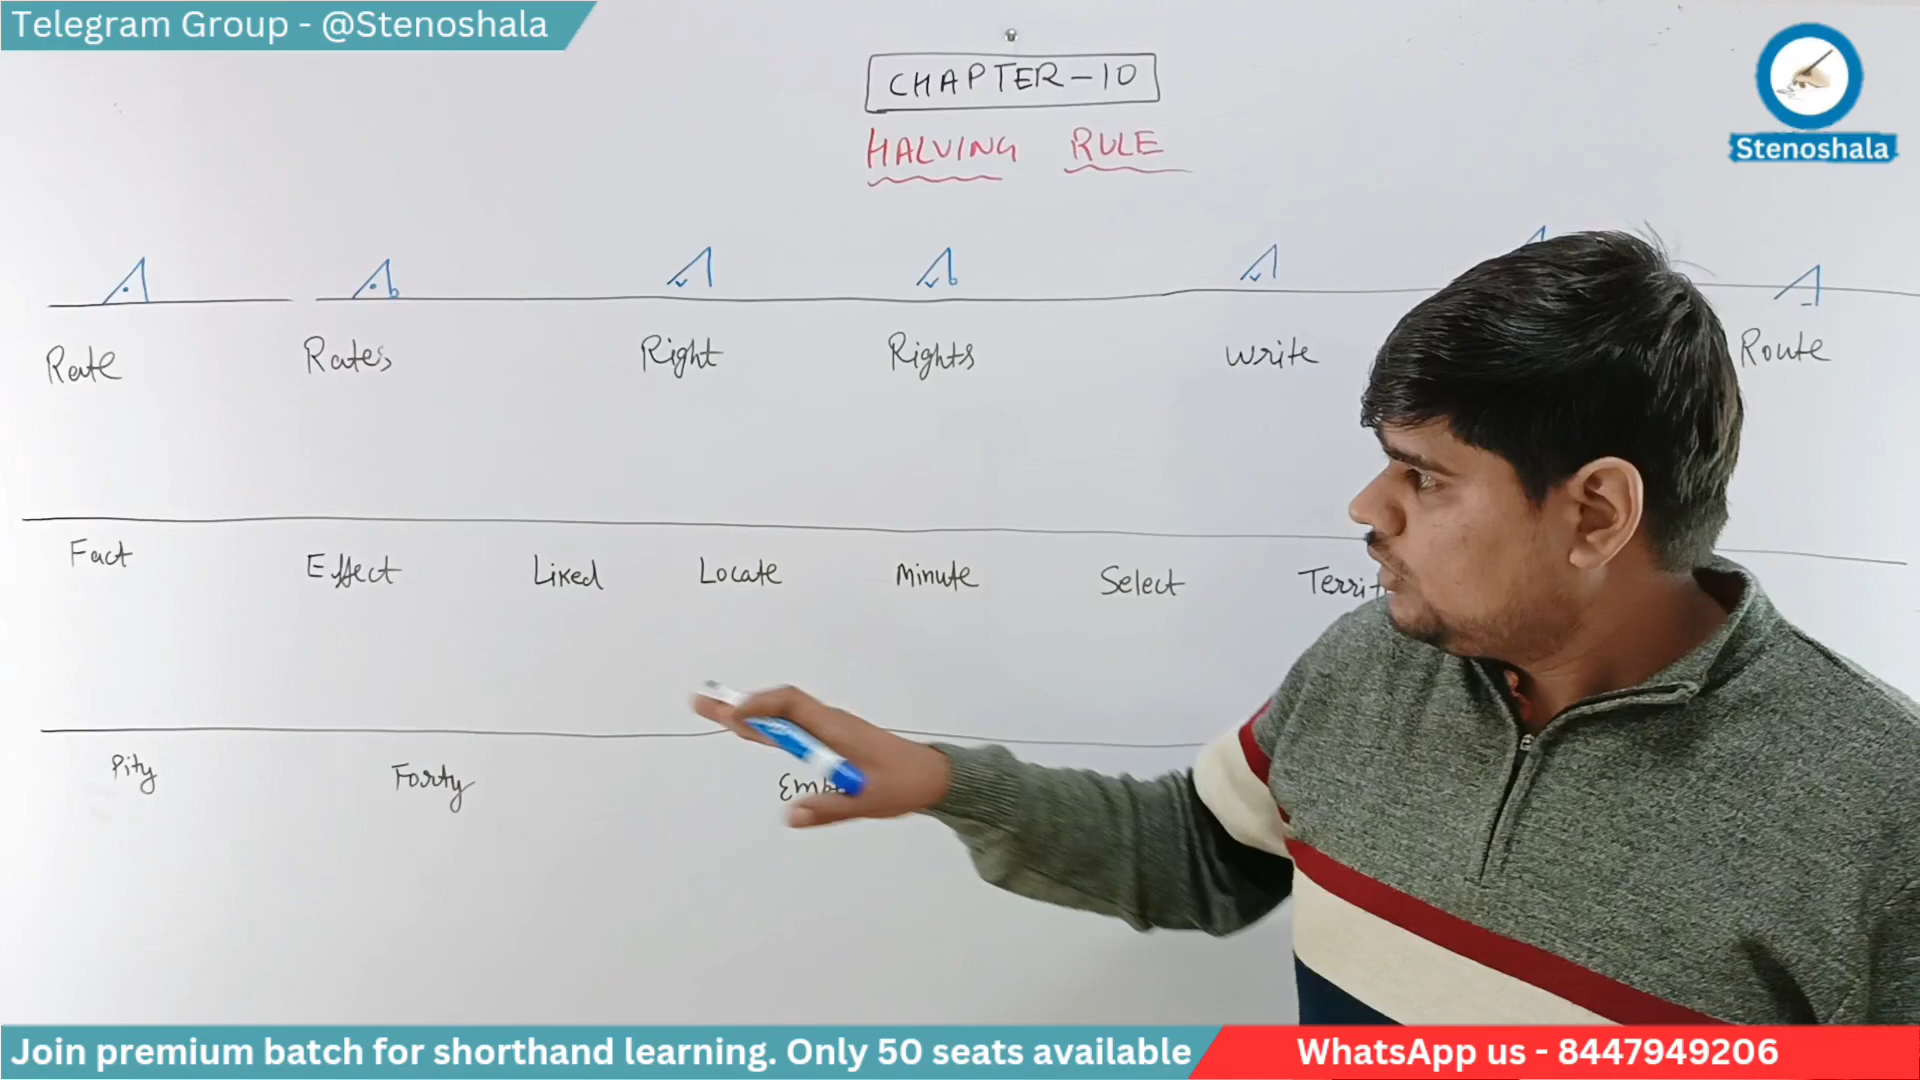 Telegram Group - @Stenoshala
CHAPTER-10
HALVING RULE
Stenoshala
Rate Rates Right Rights Write Route
Fact Effect Liked Locate Minute Select
Pity Forty
Join premium batch for shorthand learning. Only 50 seats available
WhatsApp us - 8447949206